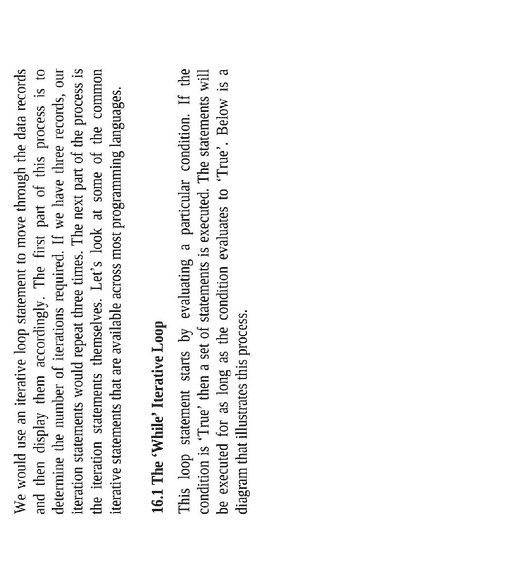 We would use an iterative loop statement to move through the data records
and then display them accordingly. The first part of this process is to
determine the number of iterations required. If we have three records, our
iteration statements would repeat three times. The next part of the process is
the iteration statements themselves. Let's look at some of the common
iterative statements that are available across most programming languages.
16.1 The ‘While’ Iterative Loop
This loop statement starts by evaluating a particular condition. If the
condition is ‘True’ then a set of statements is executed. The statements will
be executed for as long as the condition evaluates to ‘True’. Below is a
diagram that illustrates this process.